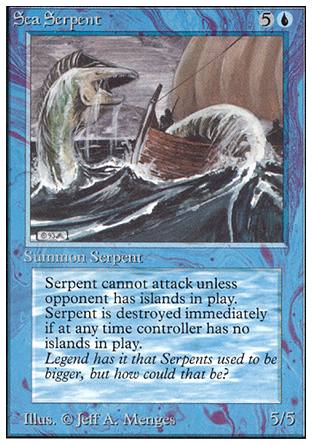 Sea Serpent 5
Summon Serpent
Serpent cannot attack unless
opponent has islands in play.
Serpent is destroyed immediately
if at any time controller has no
islands in play.
Legend has it that Serpents used to be
bigger, but how could that be?
Illus. © Jeff A. Menges 5/5